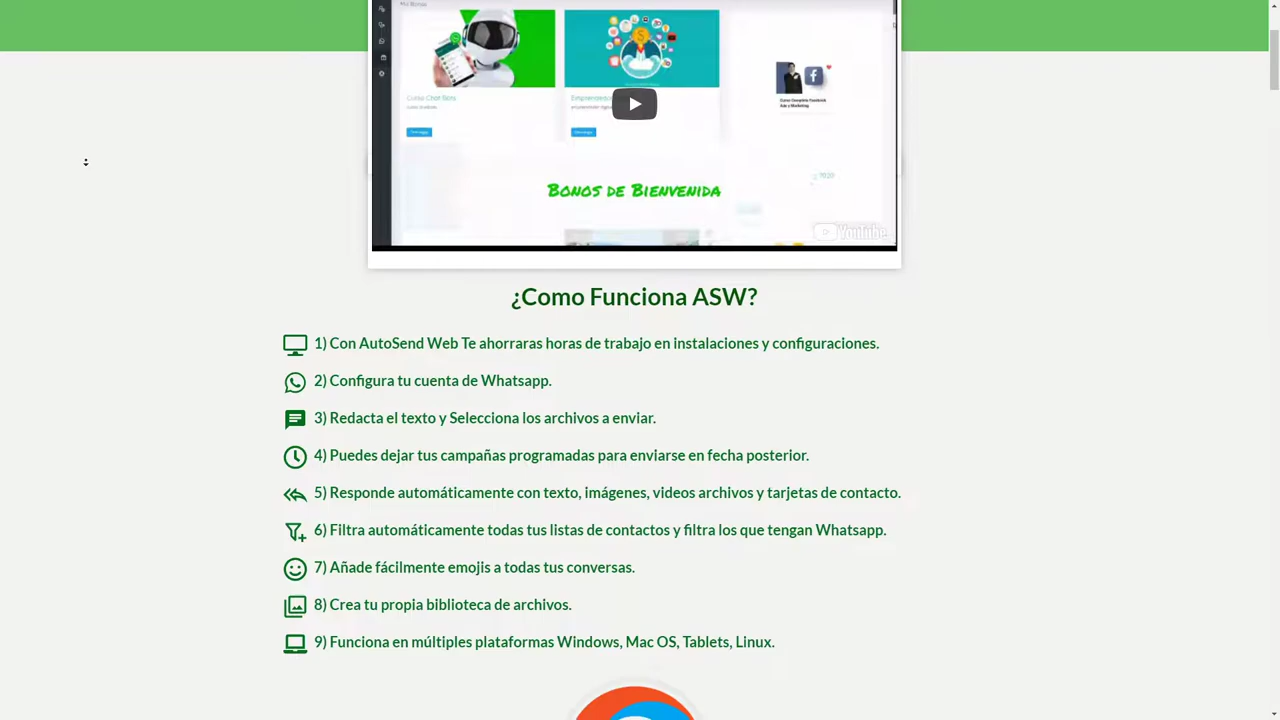 Curso Chat Bots
BONOS DE BIENVENIDA
YouTube
¿Como Funciona ASW?
1) Con AutoSend Web Te ahorraras horas de trabajo en instalaciones y configuraciones.
2) Configura tu cuenta de Whatsapp.
3) Redacta el texto y Selecciona los archivos a enviar.
4) Puedes dejar tus campañas programadas para enviarse en fecha posterior.
5) Responde automáticamente con texto, imágenes, videos archivos y tarjetas de contacto.
6) Filtra automáticamente todas tus listas de contactos y filtra los que tengan Whatsapp.
7) Añade fácilmente emojis a todas tus conversas.
8) Crea tu propia biblioteca de archivos.
9) Funciona en múltiples plataformas Windows, Mac OS, Tablets, Linux.